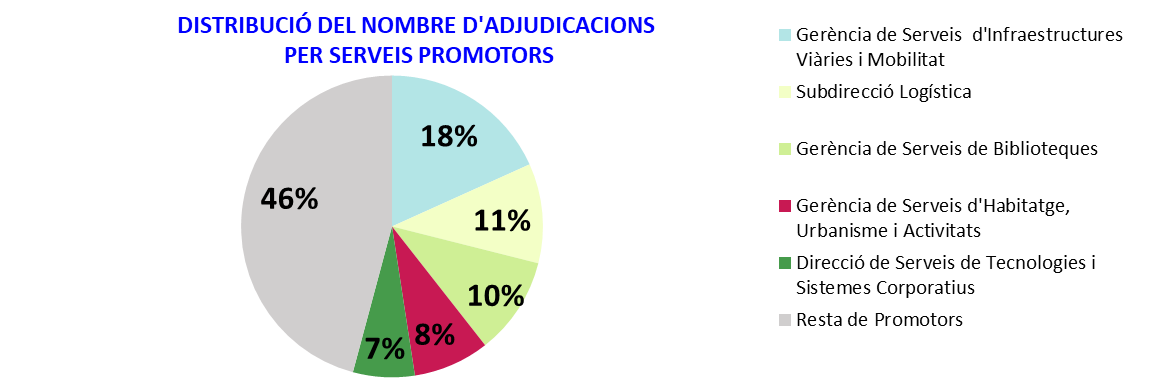 DISTRIBUCIÓ DEL NOMBRE D'ADJUDICACIONS
PER SERVEIS PROMOTORS
18%
11%
10%
8%
7%
46%
Gerència de Serveis  d'Infraestructures
Viàries i Mobilitat
Subdirecció Logística
Gerència de Serveis de Biblioteques
Gerència de Serveis d'Habitatge,
Urbanisme i Activitats
Direcció de Serveis de Tecnologies i
Sistemes Corporatius
Resta de Promotors